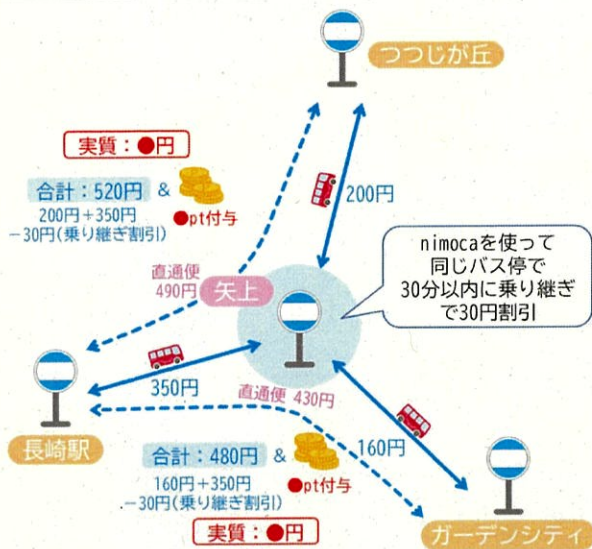 つつじが丘
実質：●円
合計：520円 &
200円＋350円
－30円(乗り継ぎ割引)
●pt付与
200円
nimocaを使って
同じバス停で
30分以内に乗り継ぎ
で30円割引
直通便
490円
矢上
350円
長崎駅
直通便 430円
160円
合計：480円 &
160円＋350円
－30円(乗り継ぎ割引)
●pt付与
実質：●円
ガーデンシティ